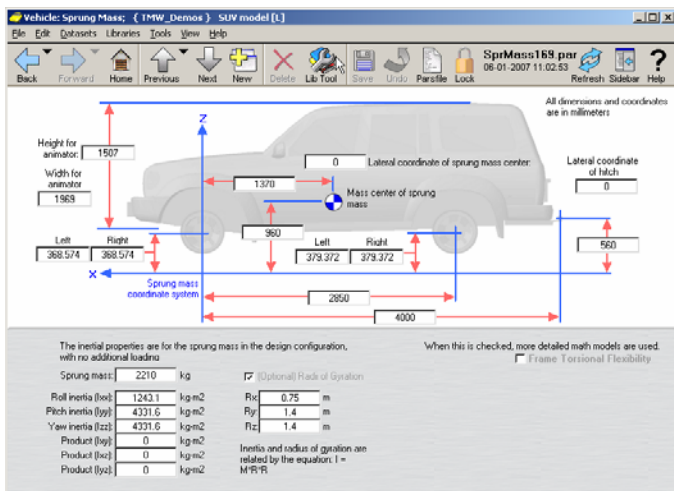 Vehicle: Sprung Mass; { TMW_Demos } SUV model [L]
File Edit Datasets Libraries Tools View Help
Back Forward Home Previous Next New Delete Lib Tool Save Undo Parsfile Lock Refresh Sidebar Help
SprMass169.par
06-01-2007 11:02:53
All dimensions and coordinates
are in millimeters
Z
Height for
animator:
1507
Width for
animator
1969
0 Lateral coordinate of sprung mass center:
Lateral coordinate
of hitch
0
1370
Mass center of sprung
mass
960
Left Right
368.574 368.574
Left Right
379.372 379.372
560
X
Sprung mass
coordinate system
2850
4000
The inertial properties are for the sprung mass in the design configuration,
with no additional loading
When this is checked, more detailed math models are used.
Frame Torsional Flexibility
Sprung mass: 2210 kg
(Optional) Radii of Gyration
Roll inertia (Ixx): 1243.1 kg-m2
Rx: 0.75 m
Pitch inertia (Iyy): 4331.6 kg-m2
Ry: 1.4 m
Yaw inertia (Izz): 4331.6 kg-m2
Rz: 1.4 m
Product (Ixy): 0 kg-m2
Product (Ixz): 0 kg-m2
Product (Iyz): 0 kg-m2
Inertia and radius of gyration are
related by the equation: I =
M*R*R